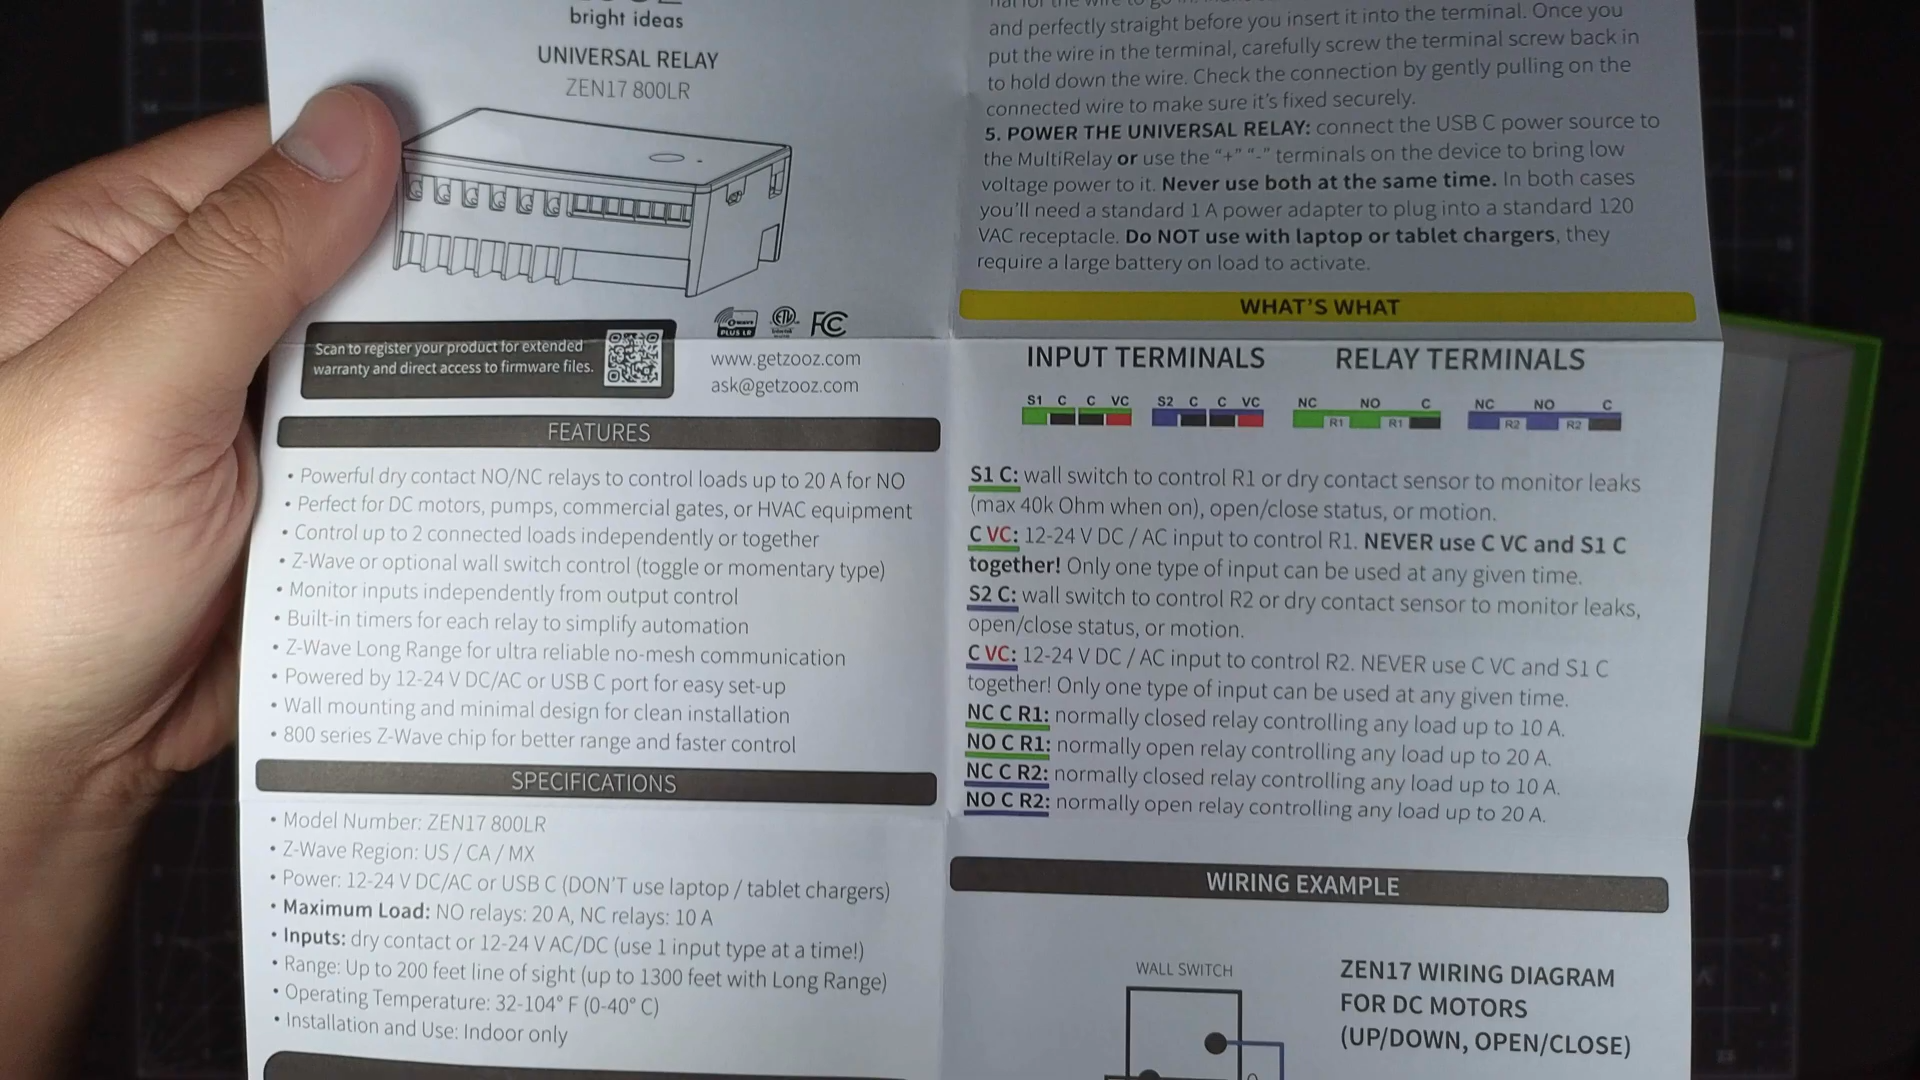 bright ideas
UNIVERSAL RELAY
ZEN17 800LR
PLUS LR
ETL
FC
Scan to register your product for extended
warranty and direct access to firmware files.
www.getzooz.com
ask@getzooz.com
FEATURES
• Powerful dry contact NO/NC relays to control loads up to 20 A for NO
• Perfect for DC motors, pumps, commercial gates, or HVAC equipment
• Control up to 2 connected loads independently or together
• Z-Wave or optional wall switch control (toggle or momentary type)
• Monitor inputs independently from output control
• Built-in timers for each relay to simplify automation
• Z-Wave Long Range for ultra reliable no-mesh communication
• Powered by 12-24 V DC/AC or USB C port for easy set-up
• Wall mounting and minimal design for clean installation
• 800 series Z-Wave chip for better range and faster control
SPECIFICATIONS
• Model Number: ZEN17 800LR
• Z-Wave Region: US / CA / MX
• Power: 12-24 V DC/AC or USB C (DON'T use laptop / tablet chargers)
• Maximum Load: NO relays: 20 A, NC relays: 10 A
• Inputs: dry contact or 12-24 V AC/DC (use 1 input type at a time!)
• Range: Up to 200 feet line of sight (up to 1300 feet with Long Range)
• Operating Temperature: 32-104° F (0-40° C)
• Installation and Use: Indoor only
and perfectly straight before you insert it into the terminal. Once you
put the wire in the terminal, carefully screw the terminal screw back in
to hold down the wire. Check the connection by gently pulling on the
connected wire to make sure it's fixed securely.
5. POWER THE UNIVERSAL RELAY: connect the USB C power source to
the MultiRelay or use the "+" "-" terminals on the device to bring low
voltage power to it. Never use both at the same time. In both cases
you'll need a standard 1 A power adapter to plug into a standard 120
VAC receptacle. Do NOT use with laptop or tablet chargers, they
require a large battery on load to activate.
WHAT'S WHAT
INPUT TERMINALS RELAY TERMINALS
S1 C C VC S2 C C VC NC NO C NC NO C
R1 R1 R2 R2
S1 C: wall switch to control R1 or dry contact sensor to monitor leaks
(max 40k Ohm when on), open/close status, or motion.
C VC: 12-24 V DC / AC input to control R1. NEVER use C VC and S1 C
together! Only one type of input can be used at any given time.
S2 C: wall switch to control R2 or dry contact sensor to monitor leaks,
open/close status, or motion.
C VC: 12-24 V DC / AC input to control R2. NEVER use C VC and S1 C
together! Only one type of input can be used at any given time.
NC C R1: normally closed relay controlling any load up to 10 A.
NO C R1: normally open relay controlling any load up to 20 A.
NC C R2: normally closed relay controlling any load up to 10 A.
NO C R2: normally open relay controlling any load up to 20 A.
WIRING EXAMPLE
WALL SWITCH
ZEN17 WIRING DIAGRAM
FOR DC MOTORS
(UP/DOWN, OPEN/CLOSE)